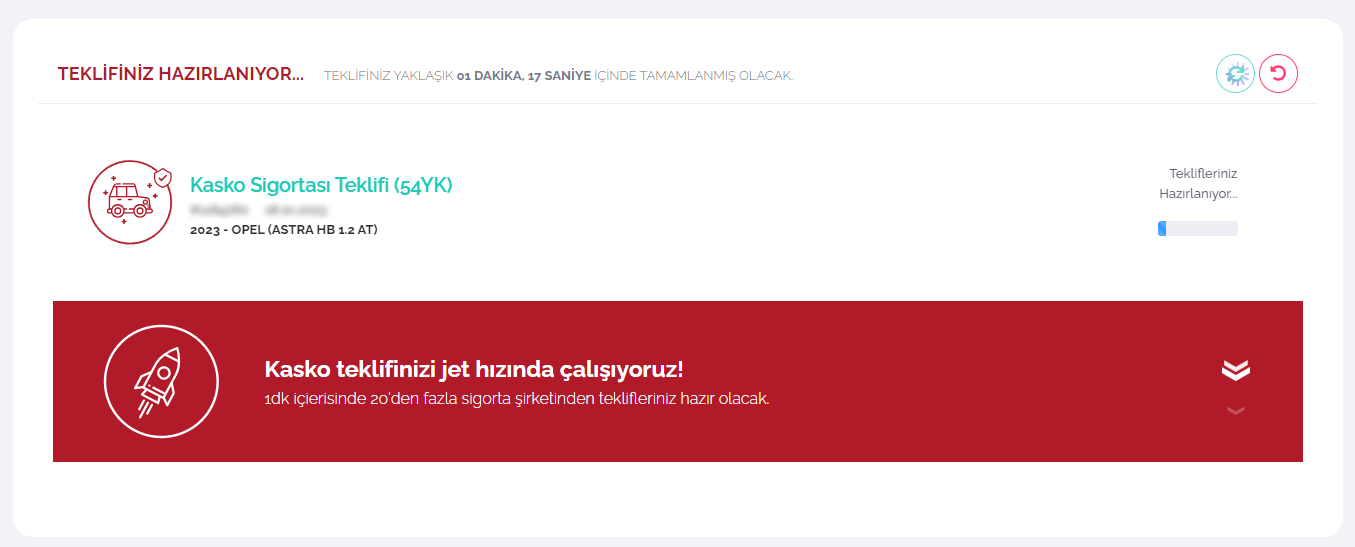 TEKLİFİNİZ HAZIRLANIYOR...
TEKLİFİNİZ YAKLAŞIK 01 DAKİKA, 17 SANİYE İÇİNDE TAMAMLANMIŞ OLACAK.
Kasko Sigortası Teklifi (54YK)
2023 - OPEL (ASTRA HB 1.2 AT)
Teklifleriniz
Hazırlanıyor...
Kasko teklifinizi jet hızında çalışıyoruz!
1dk içierisinde 20'den fazla sigorta şirketinden teklifleriniz hazır olacak.